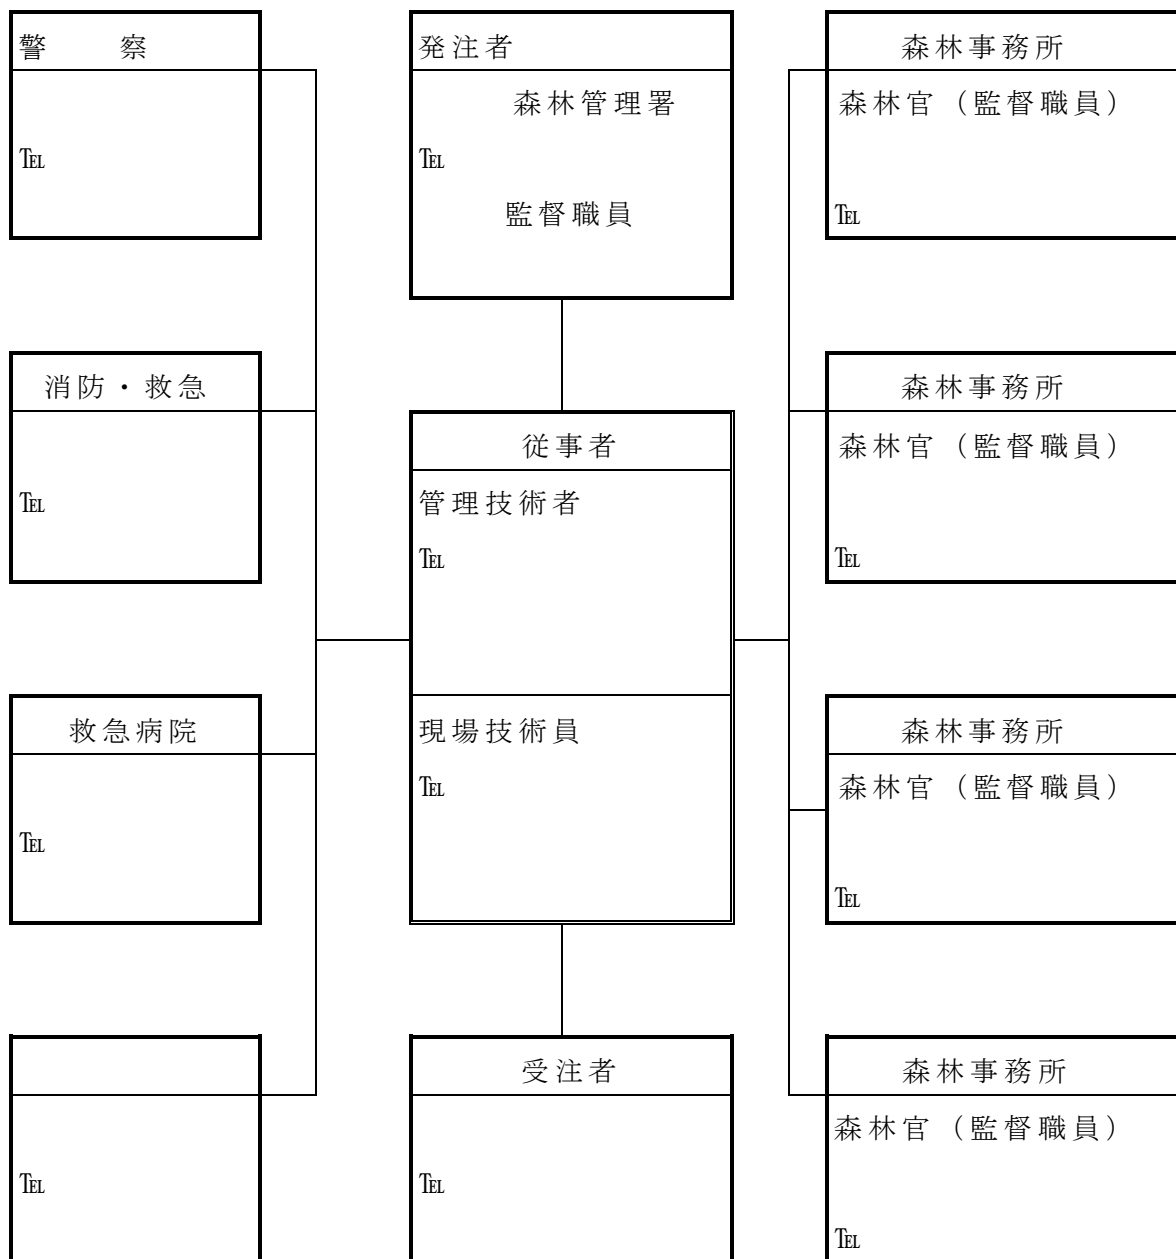 警　　察
℡
発注者
森林管理署
℡
監督職員
森林事務所
森林官（監督職員）
℡
消防・救急
℡
従事者
管理技術者
℡
現場技術員
℡
森林事務所
森林官（監督職員）
℡
救急病院
℡
森林事務所
森林官（監督職員）
℡
℡
受注者
℡
森林事務所
森林官（監督職員）
℡